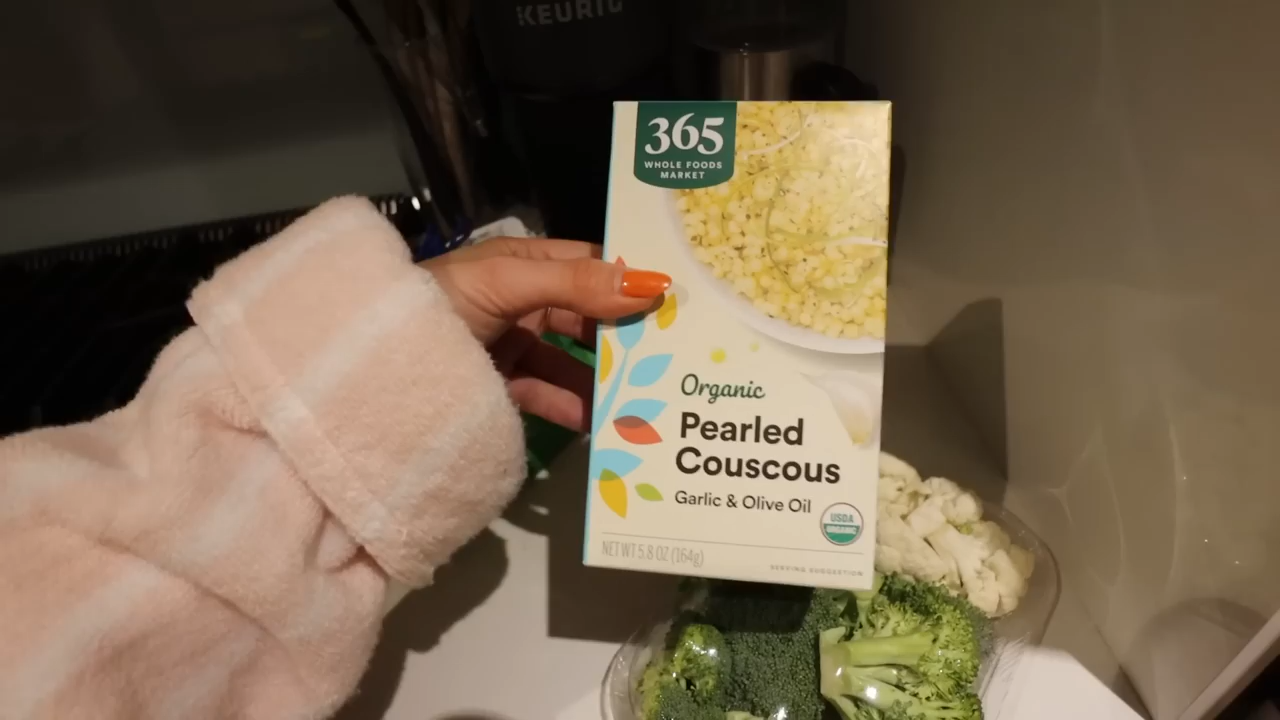 KEURIG
365
WHOLE FOODS
MARKET
Organic
Pearled
Couscous
Garlic & Olive Oil
USDA
ORGANIC
NET WT 5.8 OZ (164g)
SERVING SUGGESTION